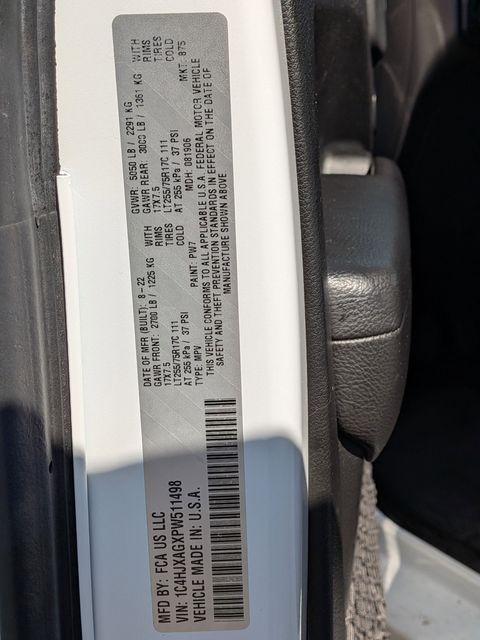 MFD BY: FCA US LLC
VIN: 1C4HJXAGXPW511498
VEHICLE MADE IN: U.S.A.
DATE OF MFR (BUILT): 8-22
GVWR: 5050 LB / 2291 KG
GAWR FRONT: 2700 LB / 1225 KG WITH
17X7.5 RIMS
LT255/75R17C 111 TIRES
AT 255 kPa / 37 PSI COLD
GAWR REAR: 3000 LB / 1361 KG WITH
17X7.5 RIMS
LT255/75R17C 111 TIRES
AT 255 kPa / 37 PSI COLD
TYPE: MPV PAINT: PW7 MDH: 081906 MKT: 875
THIS VEHICLE CONFORMS TO ALL APPLICABLE U.S.A. FEDERAL MOTOR VEHICLE
SAFETY AND THEFT PREVENTION STANDARDS IN EFFECT ON THE DATE OF
MANUFACTURE SHOWN ABOVE